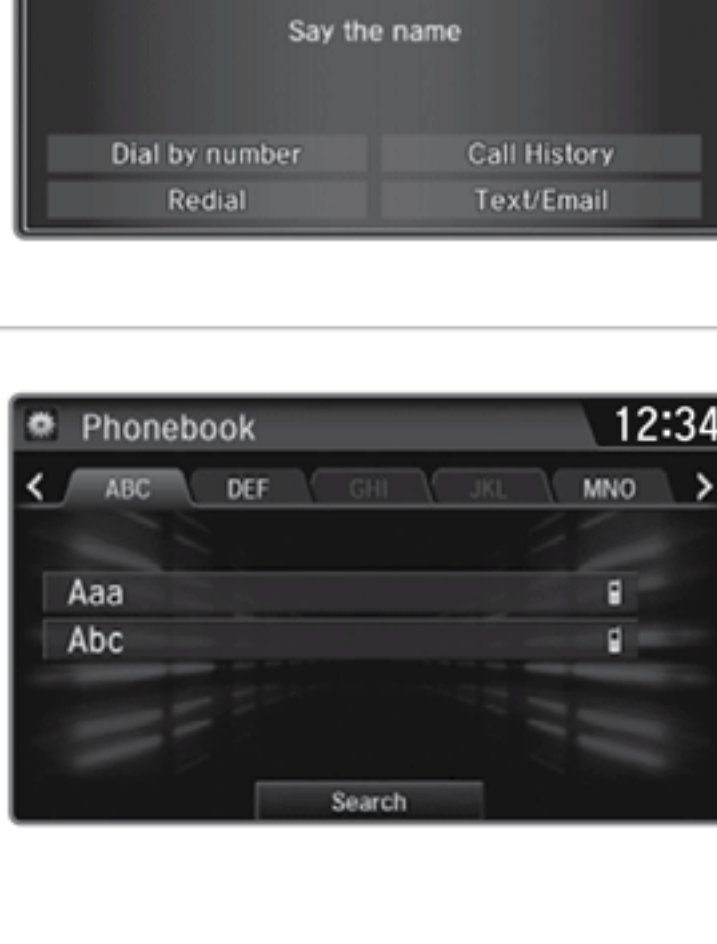 Say the name
Dial by number Call History
Redial Text/Email
Phonebook 12:34
ABC DEF GHI JKL MNO
Aaa
Abc
Search